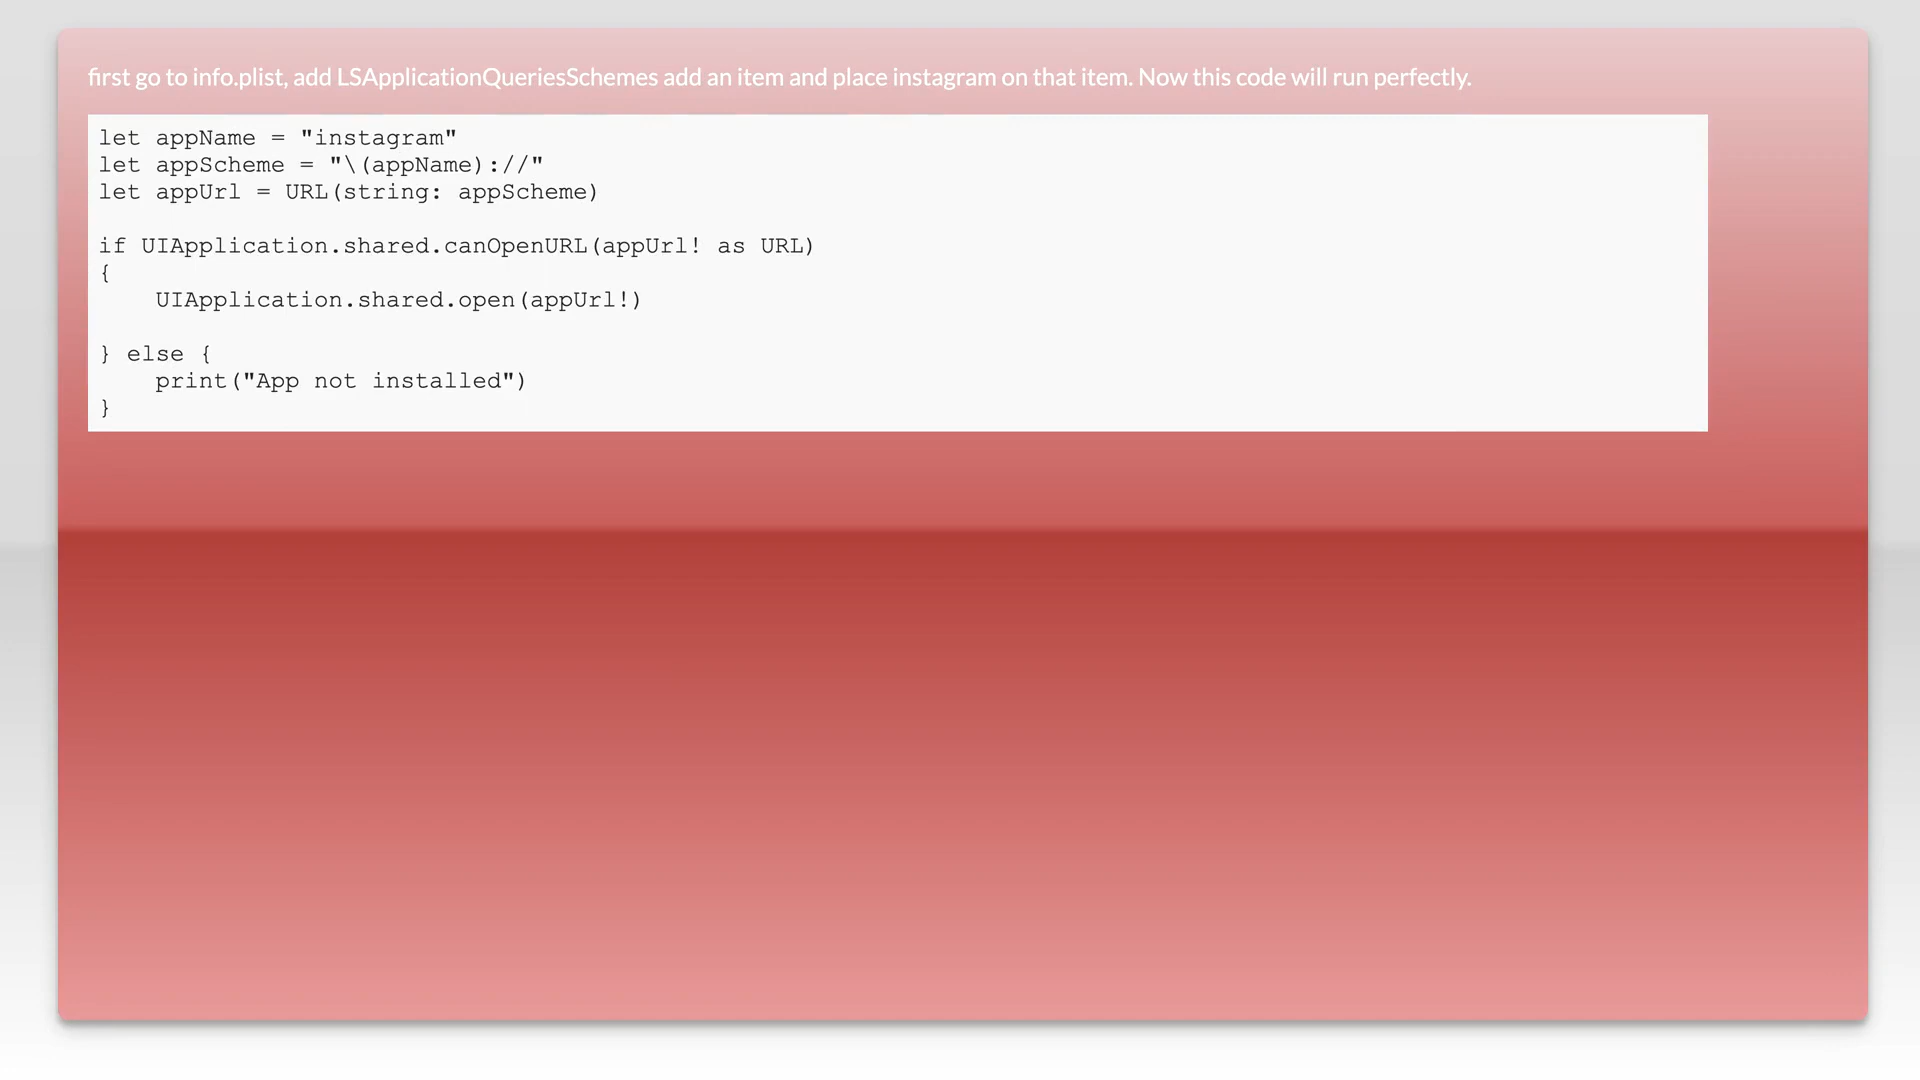 first go to info.plist, add LSApplicationQueriesSchemes add an item and place instagram on that item. Now this code will run perfectly.
let appName = "instagram"
let appScheme = "\(appName)://"
let appUrl = URL(string: appScheme)
if UIApplication.shared.canOpenURL(appUrl! as URL)
{
    UIApplication.shared.open(appUrl!)
} else {
    print("App not installed")
}